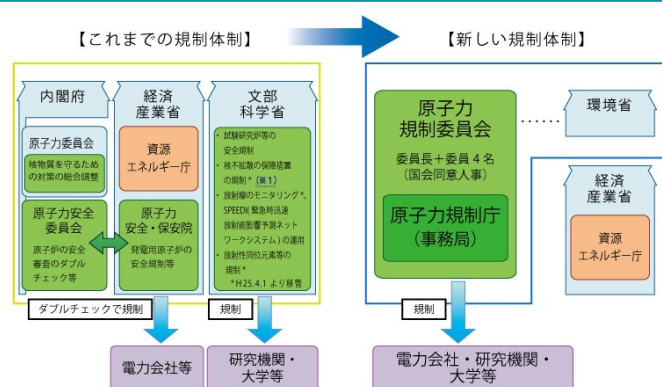 【これまでの規制体制】
【新しい規制体制】
内閣府
原子力委員会
核物質を守るため
の対策の総合調整
原子力安全
委員会
原子炉の安全
審査のダブル
チェック等
経済
産業省
資源
エネルギー庁
原子力
安全・保安院
発電用原子炉の
安全規制等
文部
科学省
・試験研究炉等の
安全規制
・核不拡散の保障措置
の規制*(※1)
・放射線のモニタリング*、
SPEEDI(緊急時迅速
放射能影響予測ネット
ワークシステム)の運用
・放射性同位元素等の
規制*
*H25.4.1より移管
ダブルチェックで規制
規制
電力会社等
研究機関・
大学等
原子力
規制委員会
委員長+委員4名
(国会同意人事)
原子力規制庁
(事務局)
……
環境省
経済
産業省
資源
エネルギー庁
規制
電力会社・研究機関・
大学等